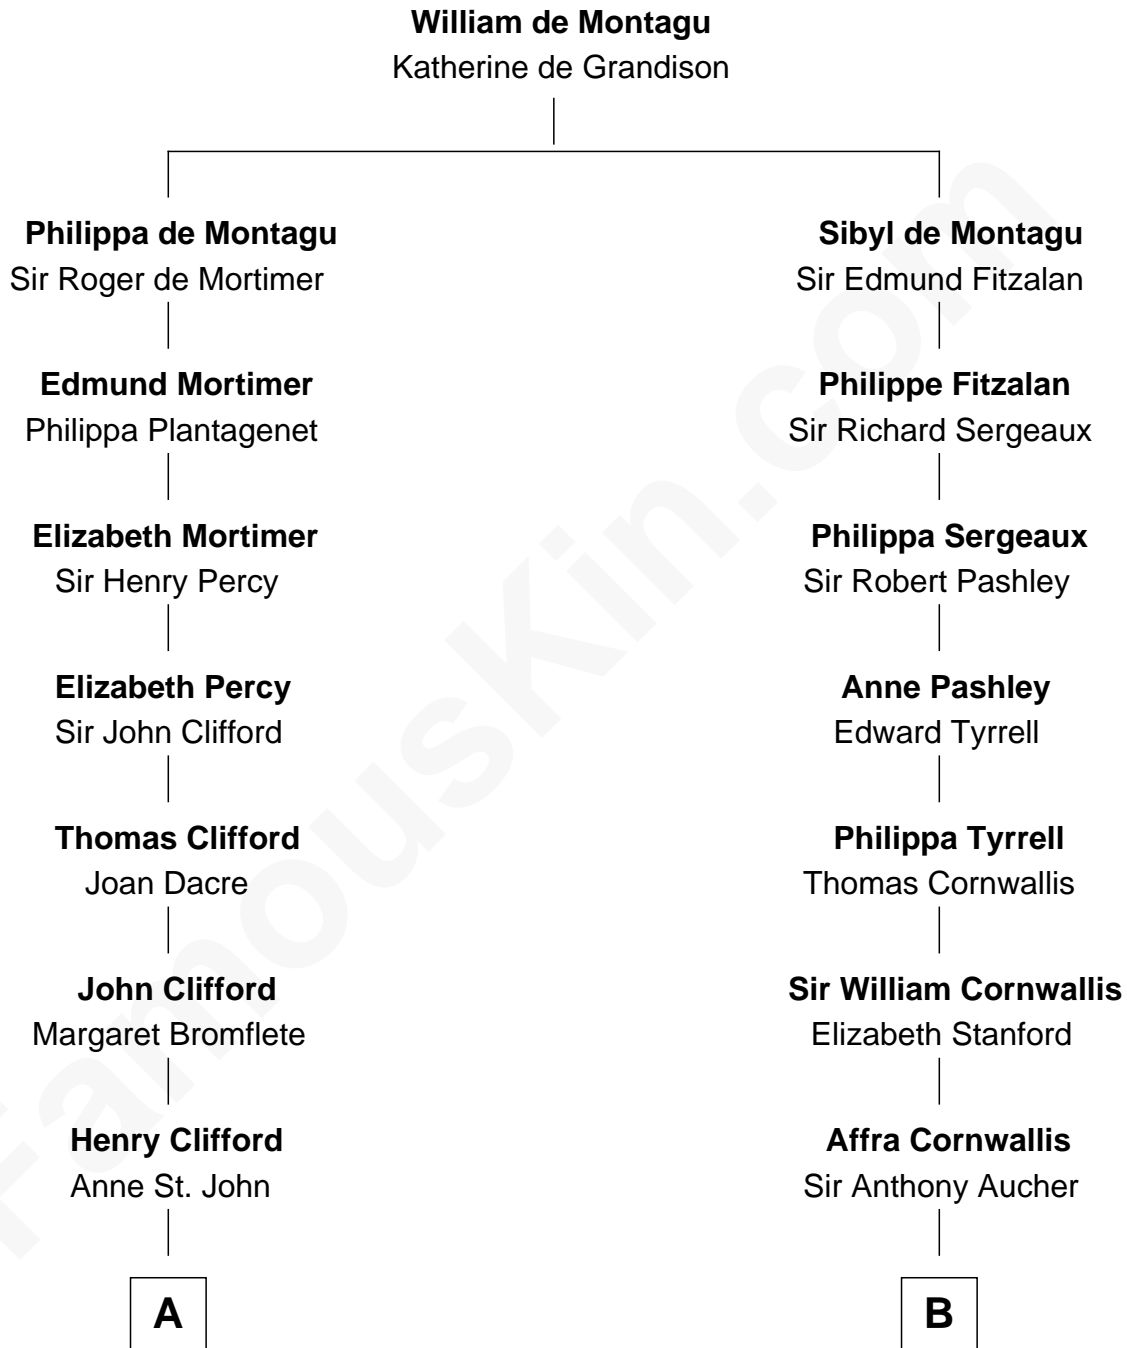 William de Montagu
Katherine de Grandison
Philippa de Montagu
Sir Roger de Mortimer
Sibyl de Montagu
Sir Edmund Fitzalan
Edmund Mortimer
Philippa Plantagenet
Philippe Fitzalan
Sir Richard Sergeaux
Elizabeth Mortimer
Sir Henry Percy
Philippa Sergeaux
Sir Robert Pashley
Elizabeth Percy
Sir John Clifford
Anne Pashley
Edward Tyrrell
Thomas Clifford
Joan Dacre
Philippa Tyrrell
Thomas Cornwallis
John Clifford
Margaret Bromflete
Sir William Cornwallis
Elizabeth Stanford
Henry Clifford
Anne St. John
Affra Cornwallis
Sir Anthony Aucher
A
B
FamousKin.com